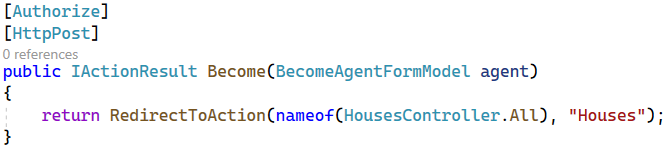 [Authorize]
[HttpPost]
0 references
public IActionResult Become(BecomeAgentFormModel agent)
{
    return RedirectToAction(nameof(HousesController.All), "Houses");
}